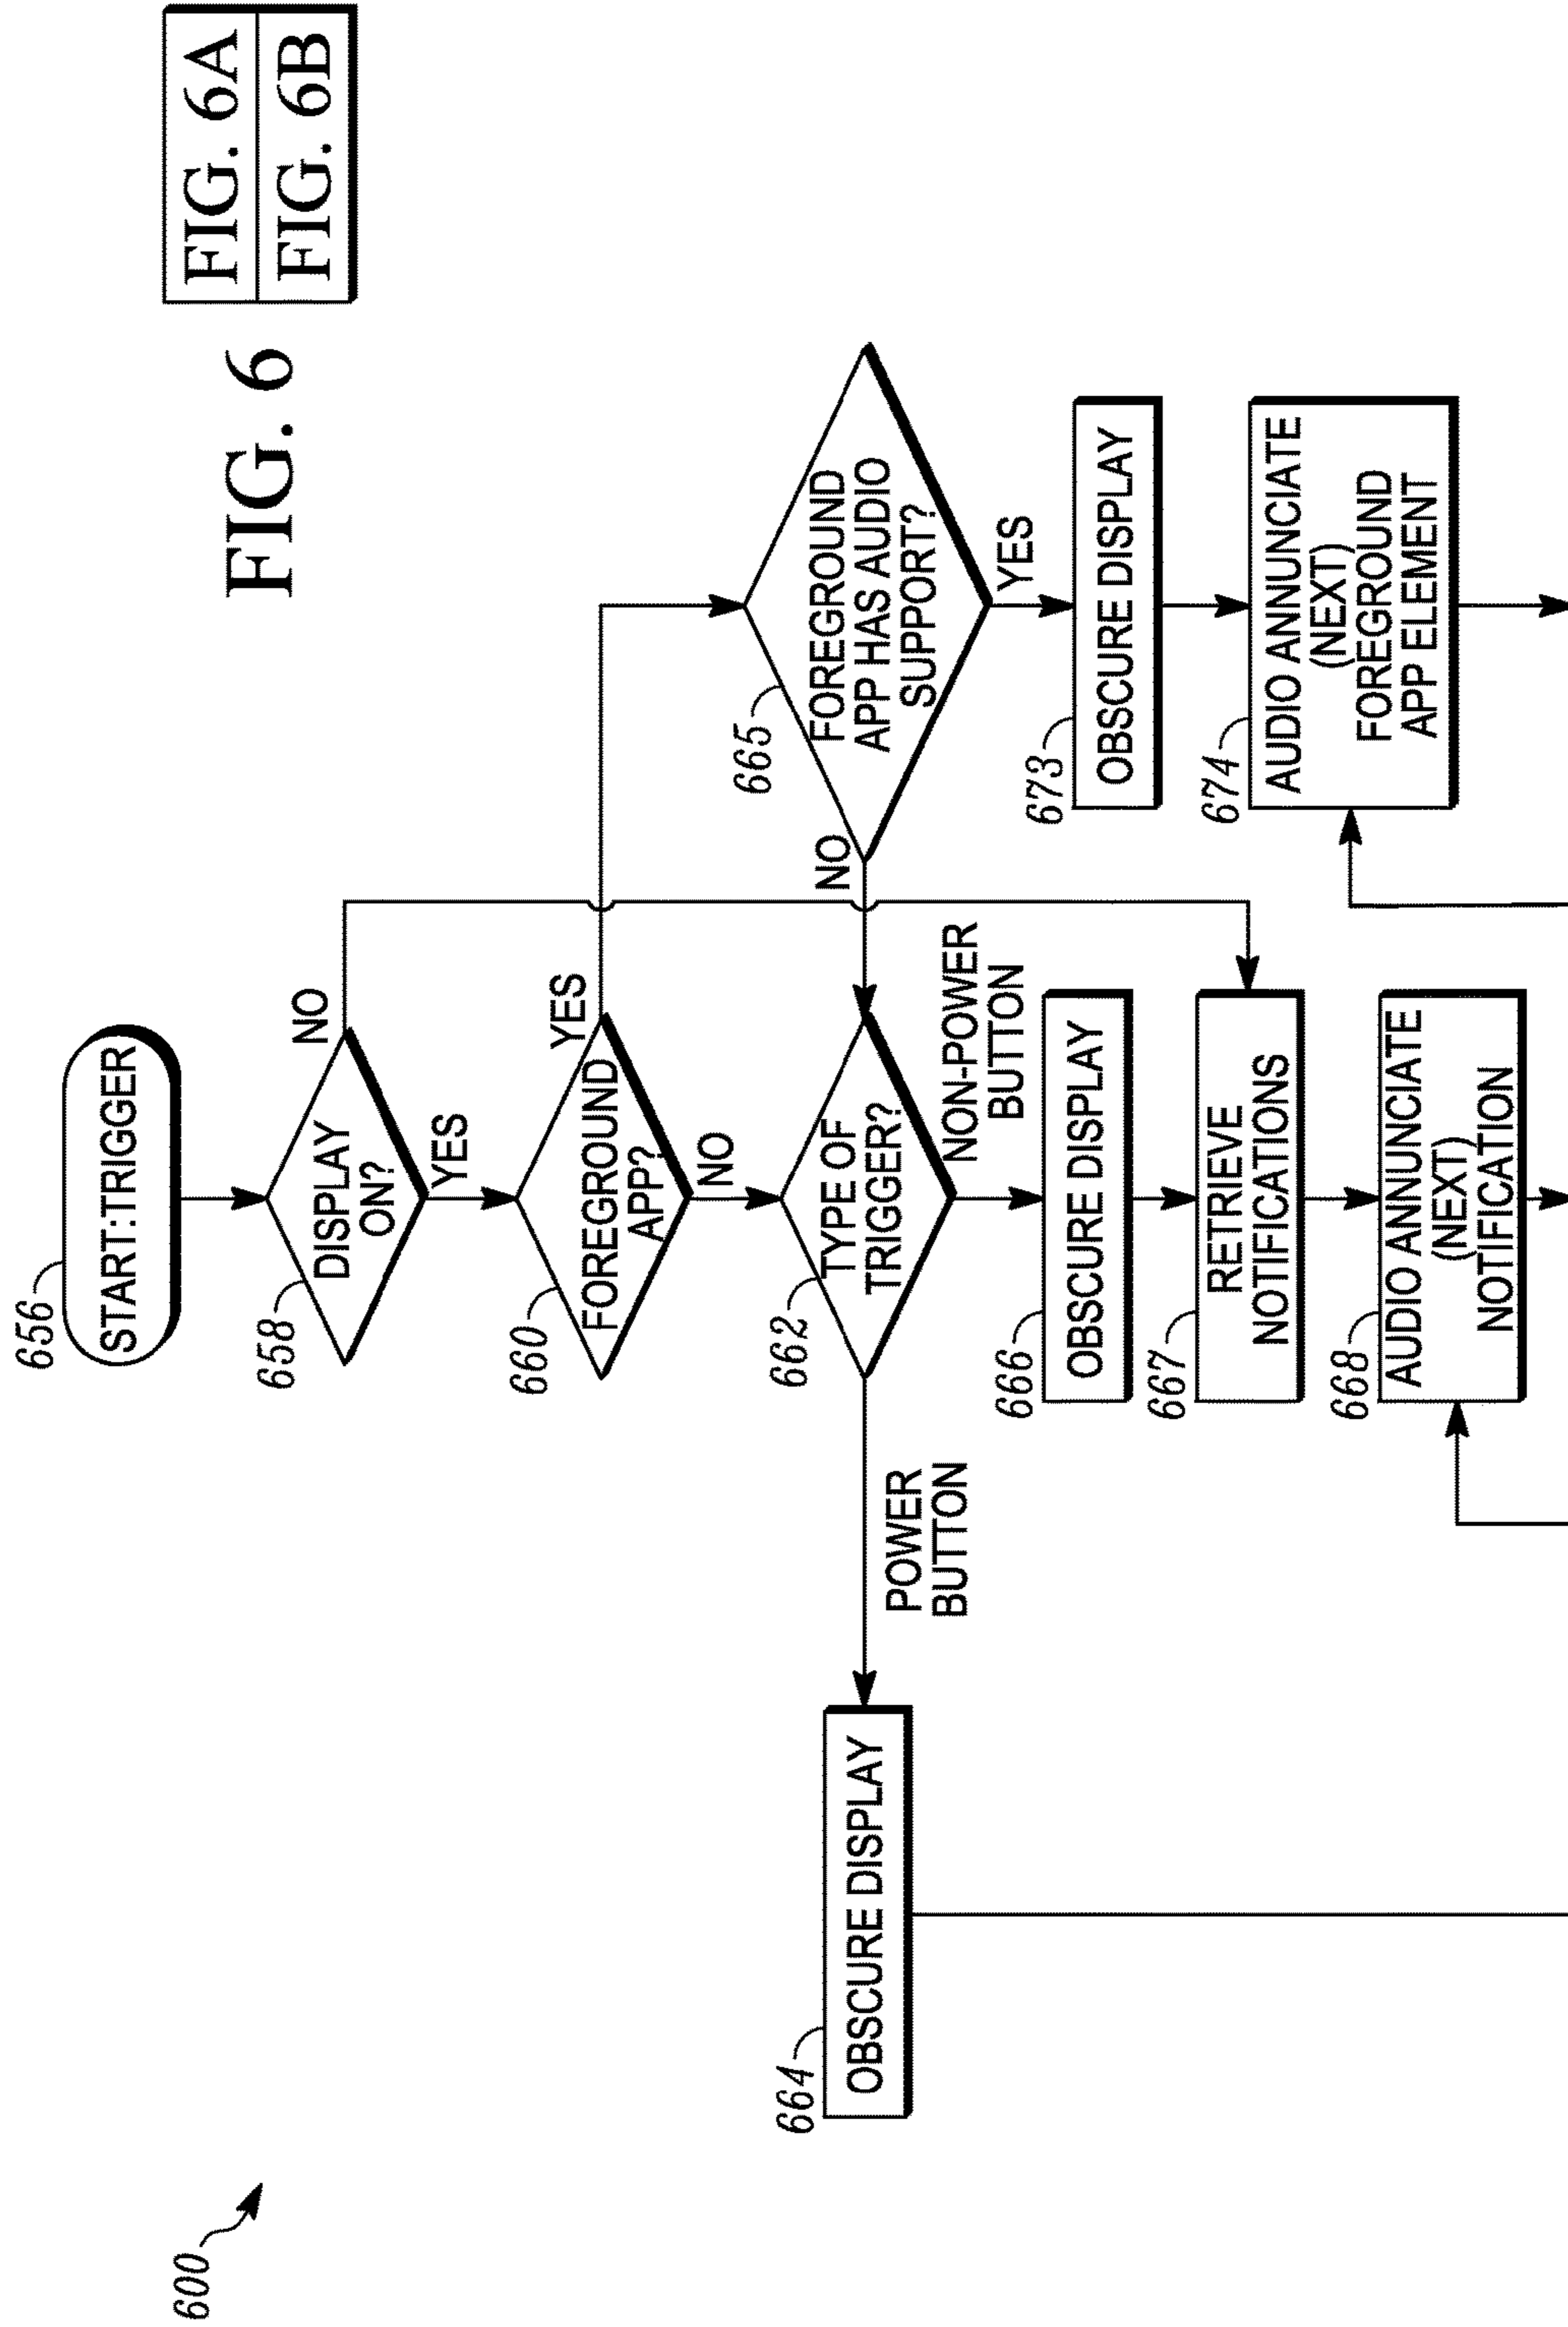 600
FIG. 6
FIG. 6A
FIG. 6B
656
START:TRIGGER
658
DISPLAY
ON?
NO
YES
660
FOREGROUND
APP?
YES
NO
662
TYPE OF
TRIGGER?
POWER
BUTTON
NON-POWER
BUTTON
664
OBSCURE DISPLAY
665
FOREGROUND
APP HAS AUDIO
SUPPORT?
NO
YES
666
OBSCURE DISPLAY
667
RETRIEVE
NOTIFICATIONS
668
AUDIO ANNUNCIATE
(NEXT)
NOTIFICATION
673
OBSCURE DISPLAY
674
AUDIO ANNUNCIATE
(NEXT)
FOREGROUND
APP ELEMENT